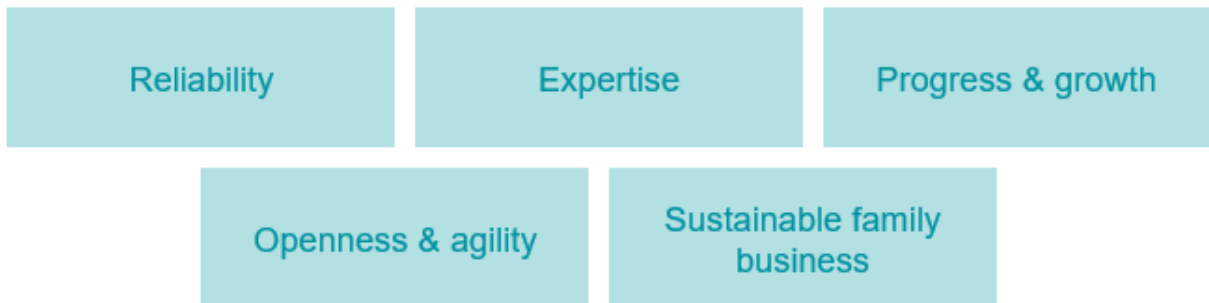 Reliability
Expertise
Progress & growth
Openness & agility
Sustainable family
business